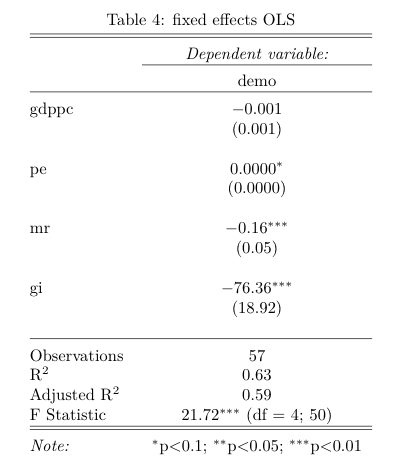 Table 4: fixed effects OLS
Dependent variable:
demo
gdppc −0.001
(0.001)
pe 0.0000*
(0.0000)
mr −0.16***
(0.05)
gi −76.36***
(18.92)
Observations 57
R² 0.63
Adjusted R² 0.59
F Statistic 21.72*** (df = 4; 50)
Note: *p<0.1; **p<0.05; ***p<0.01